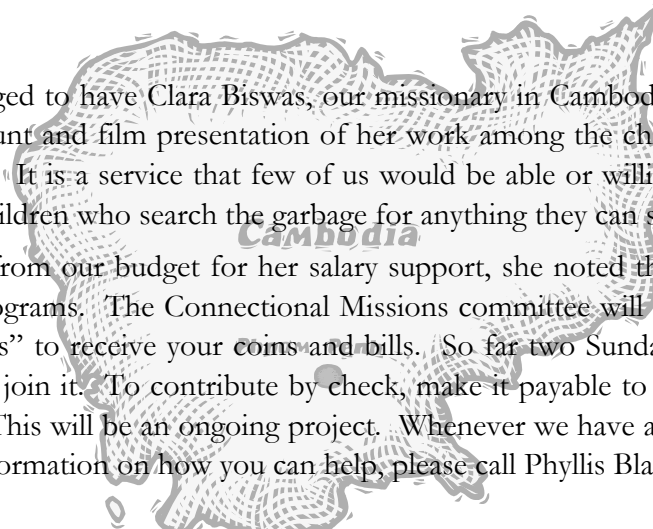 ged to have Clara Biswas, our missionary in Cambod
unt and film presentation of her work among the ch
It is a service that few of us would be able or willi
ildren who search the garbage for anything they can s
Cambodia
from our budget for her salary support, she noted th
ograms. The Connectional Missions committee will
s” to receive your coins and bills. So far two Sunda
join it. To contribute by check, make it payable to
This will be an ongoing project. Whenever we have a
formation on how you can help, please call Phyllis Bla